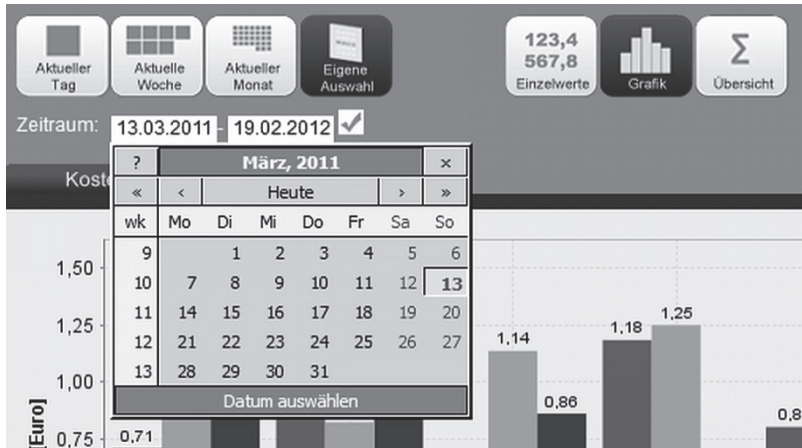 Aktueller Tag
Aktuelle Woche
Aktueller Monat
Eigene Auswahl
123,4
567,8
Einzelwerte
Grafik
Σ
Übersicht
Zeitraum: 13.03.2011 - 19.02.2012
Koste
? März, 2011 ×
« ‹ Heute › »
wk Mo Di Mi Do Fr Sa So
9 1 2 3 4 5 6
10 7 8 9 10 11 12 13
11 14 15 16 17 18 19 20
12 21 22 23 24 25 26 27
13 28 29 30 31
Datum auswählen
[Euro]
1,50
1,25
1,00
0,75
0,71
1,14
0,86
1,18
1,25
0,8